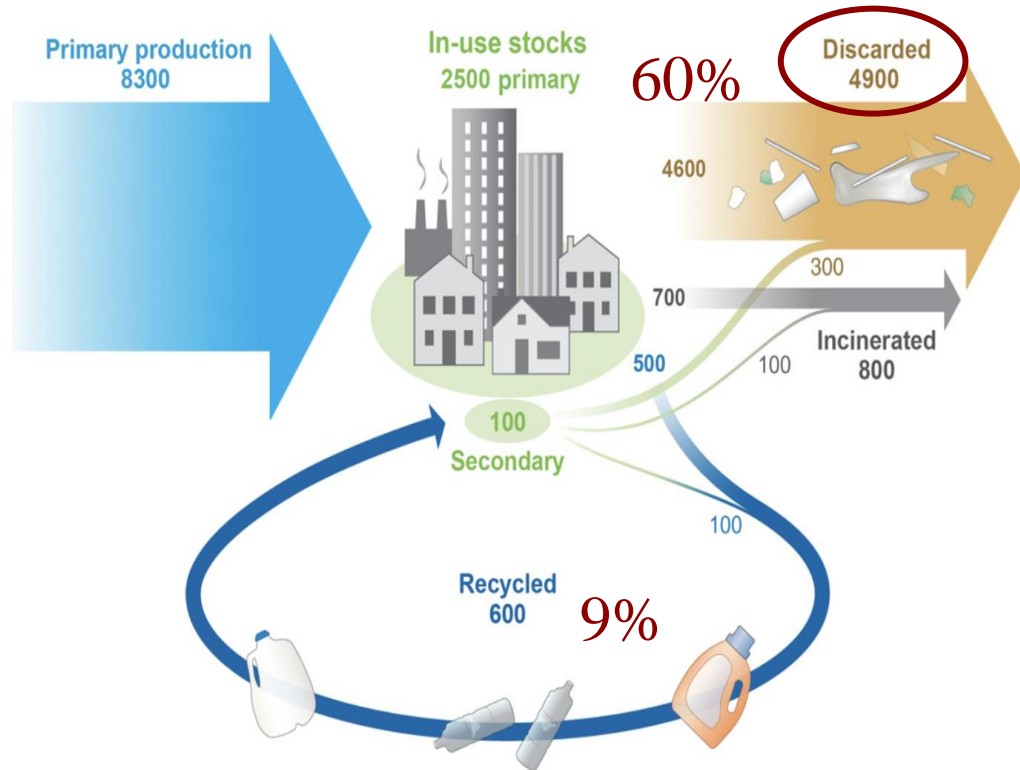 Primary production
8300
In-use stocks
2500 primary
60%
Discarded
4900
4600
300
700
Incinerated
800
100
500
100
Secondary
100
Recycled
600
9%